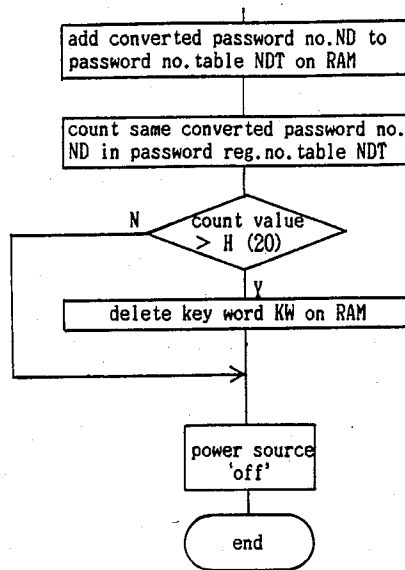 add converted password no.ND to
password no.table NDT on RAM
count same converted password no.
ND in password reg.no.table NDT
N
count value
> H (20)
Y
delete key word KW on RAM
power source
'off'
end